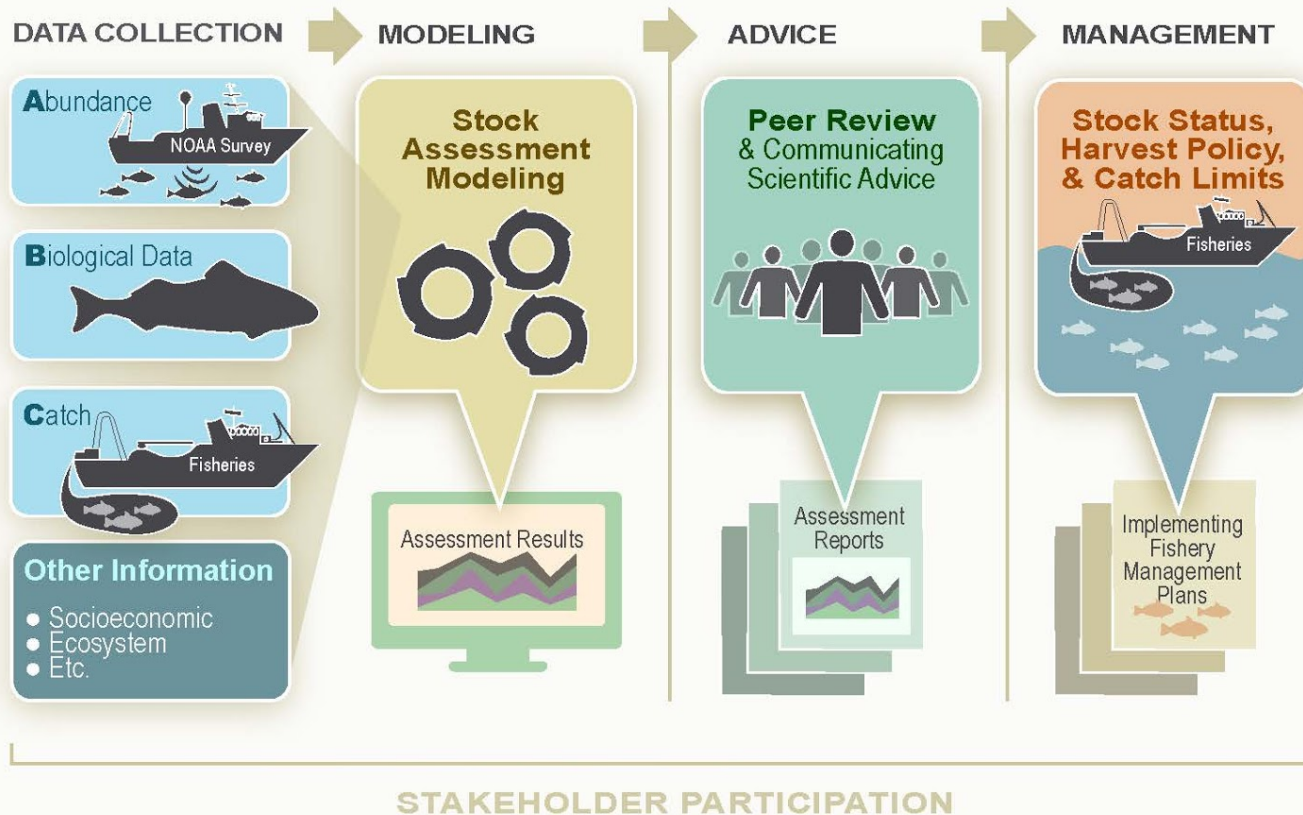 DATA COLLECTION
MODELING
ADVICE
MANAGEMENT
Abundance
NOAA Survey
Biological Data
Catch
Fisheries
Other Information
● Socioeconomic
● Ecosystem
● Etc.
Stock
Assessment
Modeling
Assessment Results
Peer Review
& Communicating
Scientific Advice
Assessment
Reports
Stock Status,
Harvest Policy,
& Catch Limits
Fisheries
Implementing
Fishery
Management
Plans
STAKEHOLDER PARTICIPATION